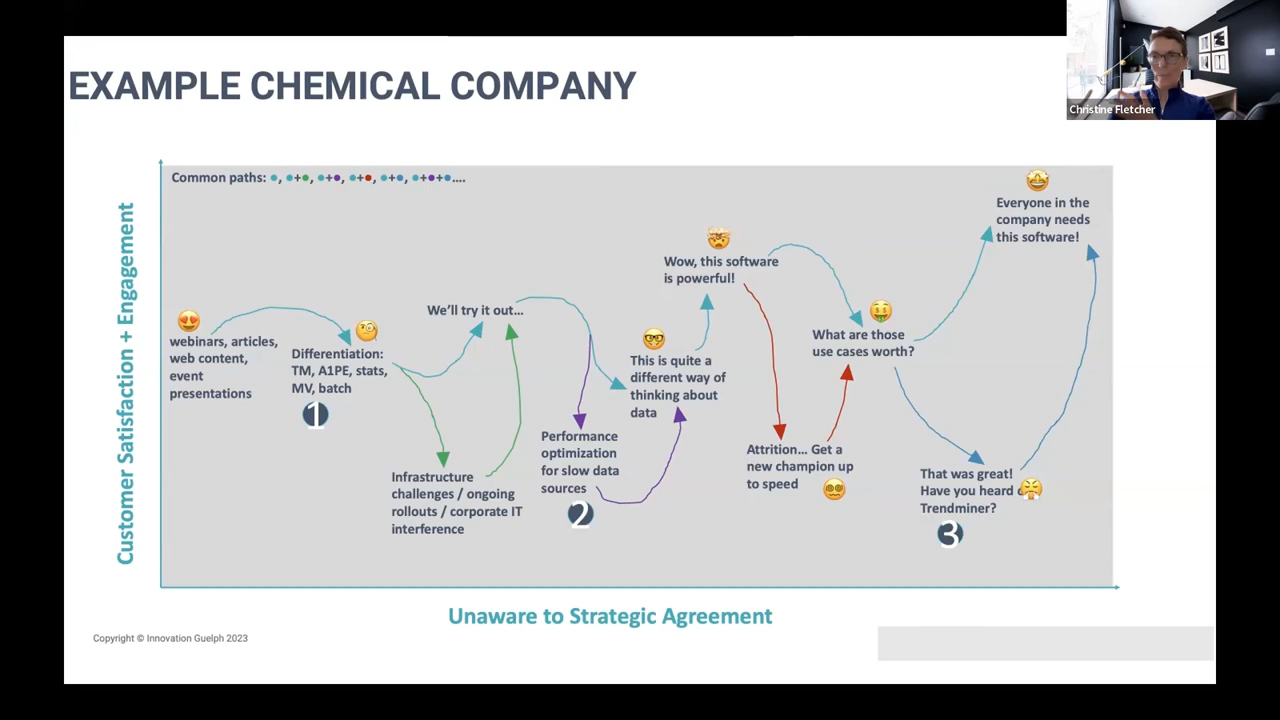 EXAMPLE CHEMICAL COMPANY
Christine Fletcher
Customer Satisfaction + Engagement
Common paths: •, •+•, •+•, •+•, •+•, •+•+•....
webinars, articles,
web content,
event
presentations
Differentiation:
TM, A1PE, stats,
MV, batch
1
We'll try it out...
Infrastructure
challenges / ongoing
rollouts / corporate IT
interference
Performance
optimization
for slow data
sources
2
This is quite a
different way of
thinking about
data
Wow, this software
is powerful!
Attrition... Get a
new champion up
to speed
What are those
use cases worth?
That was great!
Have you heard
Trendminer?
3
Everyone in the
company needs
this software!
Unaware to Strategic Agreement
Copyright © Innovation Guelph 2023